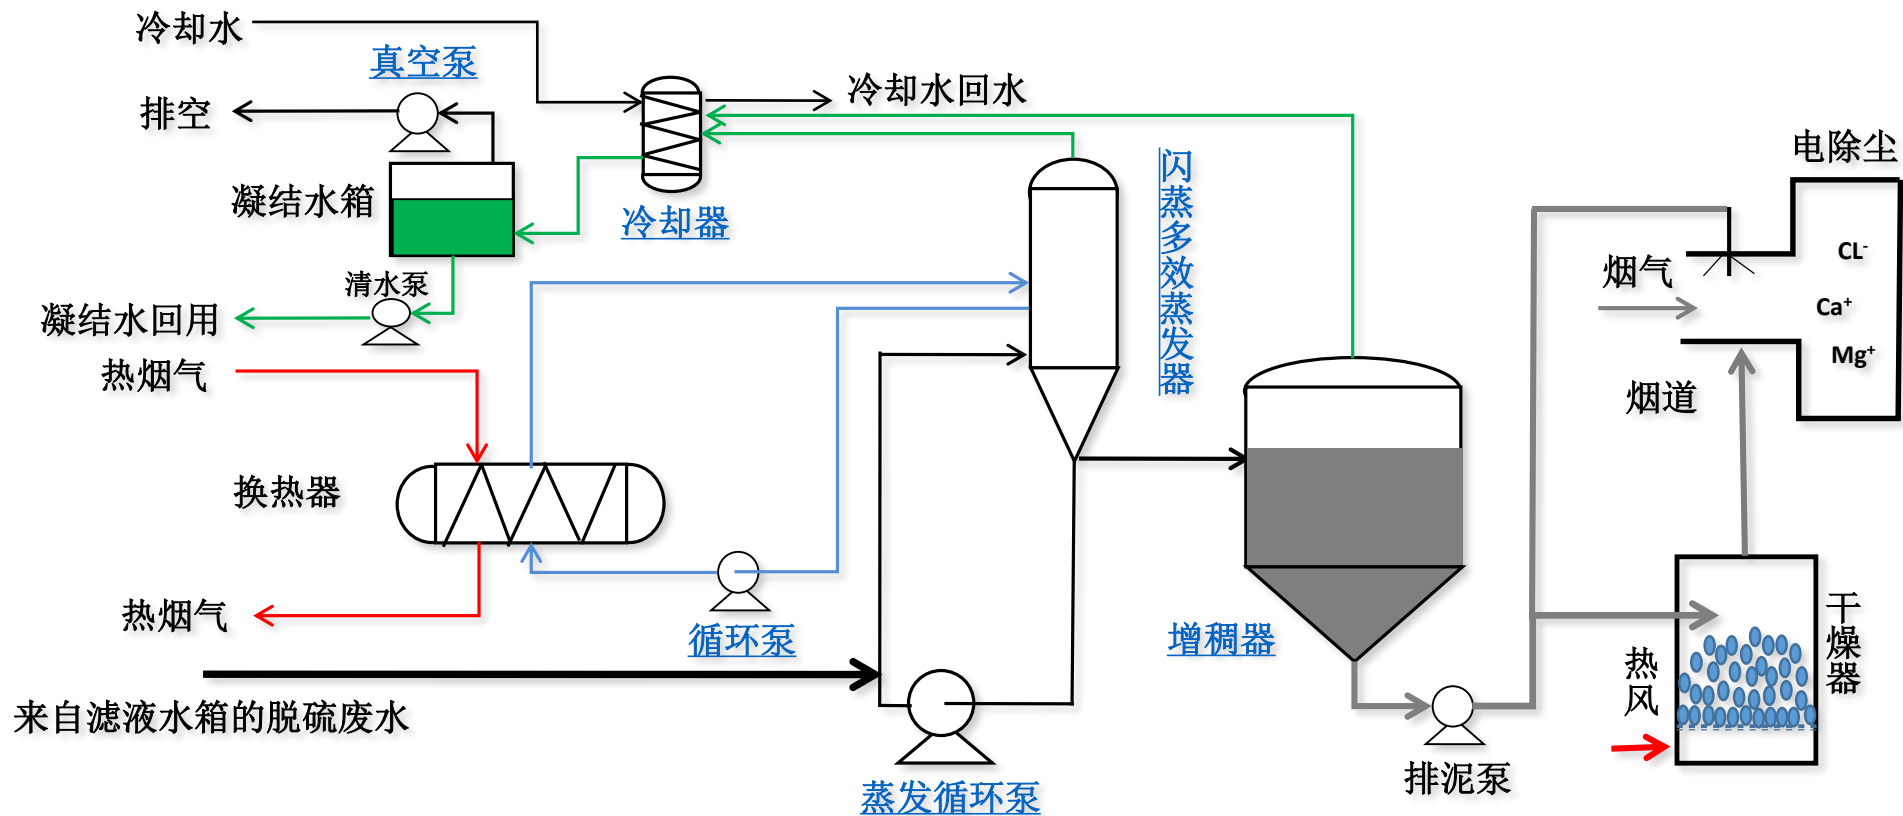 冷却水
真空泵
排空
冷却水回水
电除尘
凝结水箱
冷却器
闪蒸多效蒸发器
CL-
烟气
清水泵
Ca+
凝结水回用
Mg+
热烟气
烟道
换热器
热烟气
循环泵
增稠器
干燥器
热风
来自滤液水箱的脱硫废水
排泥泵
蒸发循环泵